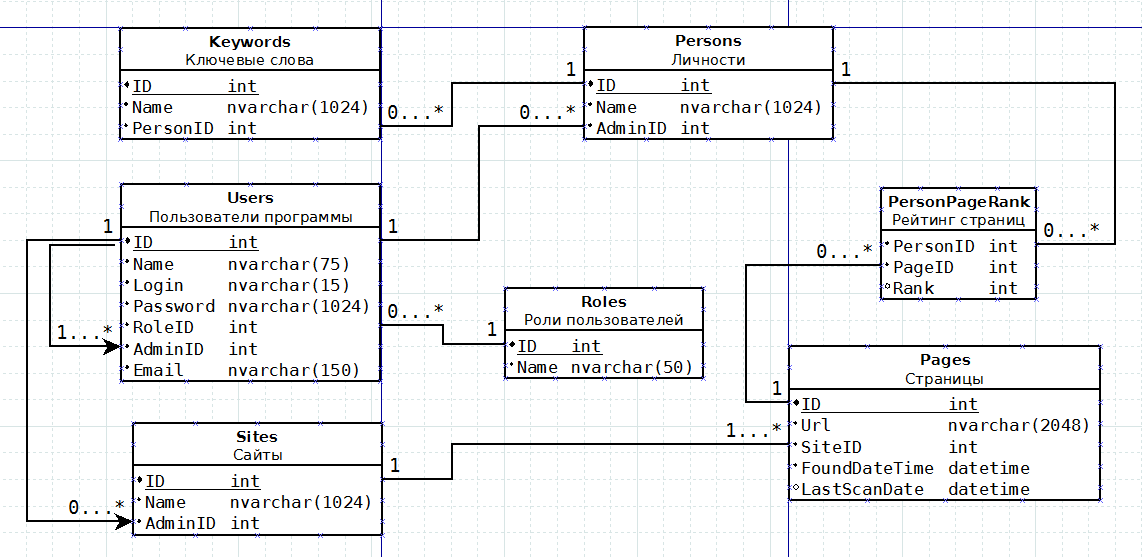 Keywords
Ключевые слова
ID int
Name nvarchar(1024)
PersonID int
0...*
1
Persons
Личности
ID int
Name nvarchar(1024)
AdminID int
0...*
1
Users
Пользователи программы
ID int
Name nvarchar(75)
Login nvarchar(15)
Password nvarchar(1024)
RoleID int
AdminID int
Email nvarchar(150)
1
1
1...*
0...*
1
Roles
Роли пользователей
ID int
Name nvarchar(50)
PersonPageRank
Рейтинг страниц
PersonID int
PageID int
Rank int
0...*
0...*
Sites
Сайты
ID int
Name nvarchar(1024)
AdminID int
0...*
1
1...*
1
Pages
Страницы
ID int
Url nvarchar(2048)
SiteID int
FoundDateTime datetime
LastScanDate datetime